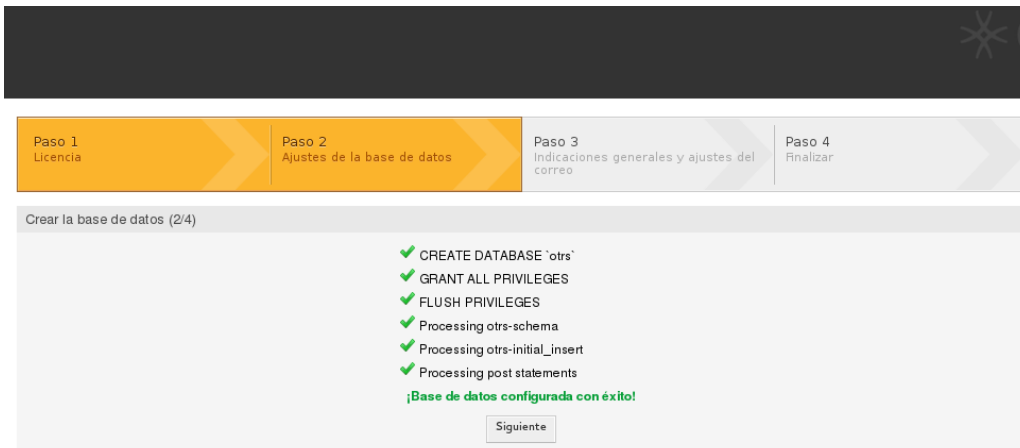 Paso 1
Licencia
Paso 2
Ajustes de la base de datos
Paso 3
Indicaciones generales y ajustes del
correo
Paso 4
Finalizar
Crear la base de datos (2/4)
CREATE DATABASE `otrs`
GRANT ALL PRIVILEGES
FLUSH PRIVILEGES
Processing otrs-schema
Processing otrs-initial_insert
Processing post statements
¡Base de datos configurada con éxito!
Siguiente